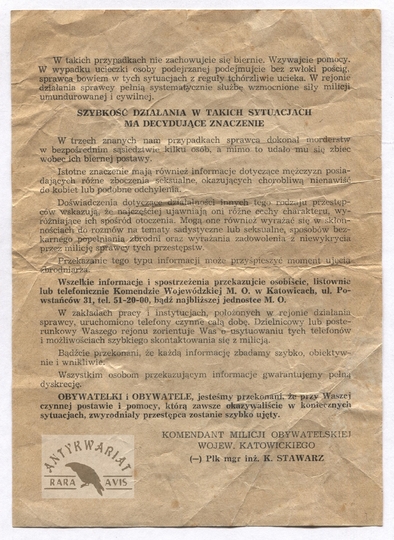 W takich przypadkach nie zachowujcie się biernie. Wzywajcie pomocy.
W wypadku ucieczki osoby podejrzanej podejmujcie bez zwłoki pościg,
sprawca bowiem w tych sytuacjach z reguły tchórzliwie ucieka. W rejonie
działania sprawcy pełnią systematycznie służbę wzmocnione siły milicji
umundurowanej i cywilnej.
SZYBKOŚĆ DZIAŁANIA W TAKICH SYTUACJACH
MA DECYDUJĄCE ZNACZENIE
W trzech znanych nam przypadkach sprawca dokonał morderstw
w bezpośrednim sąsiedztwie kilku osób, a mimo to udało mu się zbiec
wobec ich biernej postawy.
Istotne znaczenie mają również informacje dotyczące mężczyzn posia-
dających różne zboczenia seksualne, okazujących chorobliwą nienawiść
do kobiet lub podobne odchylenia.
Doświadczenia dotyczące działalności innych tego rodzaju przestęp-
ców wskazują, że najczęściej ujawniają oni różne cechy charakteru, wy-
różniające ich spośród otoczenia. Mogą one również wyrażać się w skłon-
nościach do rozmów na tematy sadystyczne lub seksualne, sposobów bez-
karnego popełniania zbrodni oraz wyrażania zadowolenia z niewykrycia
przez milicję sprawcy tych przestępstw.
Przekazanie tego typu informacji może przyśpieszyć moment ujęcia
zbrodniarza.
Wszelkie informacje i spostrzeżenia przekazujcie osobiście, listownie
lub telefonicznie Komendzie Wojewódzkiej M. O. w Katowicach, ul. Po-
wstańców 31, tel. 51-20-00, bądź najbliższej jednostce M. O.
W zakładach pracy i instytucjach, położonych w rejonie działania
sprawcy, uruchomiono telefony czynne całą dobę. Dzielnicowy lub poste-
runkowy Waszego rejonu zorientuje Was o usytuowaniu tych telefonów
i możliwościach szybkiego skontaktowania się z milicją.
Bądźcie przekonani, że każdą informację zbadamy szybko, obiektyw-
nie i wnikliwie.
Wszystkim osobom przekazującym informacje gwarantujemy pełną
dyskrecję.
OBYWATELKI i OBYWATELE, jesteśmy przekonani, że przy Waszej
czynnej postawie i pomocy, którą zawsze okazywaliście w koniecznych
sytuacjach, zwyrodniały przestępca zostanie szybko ujęty.
KOMENDANT MILICJI OBYWATELSKIEJ
WOJEW. KATOWICKIEGO
(—) Płk mgr inż. K. STAWARZ
ANTYKWARIAT
RARA AVIS